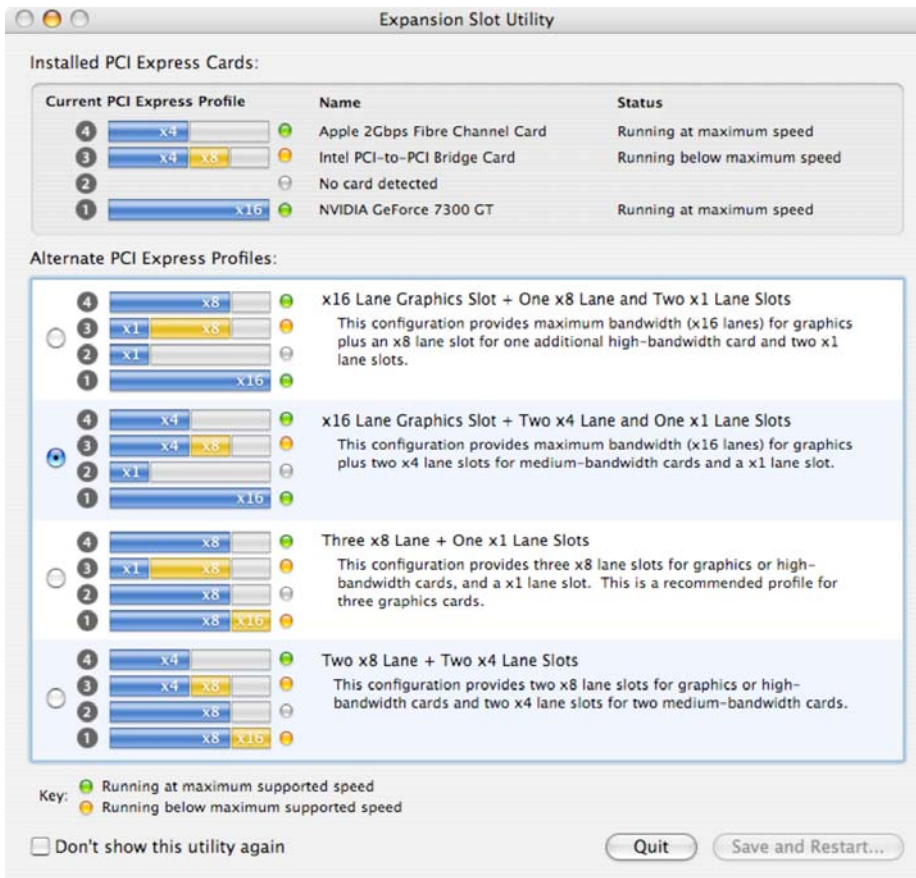 Expansion Slot Utility
Installed PCI Express Cards:
Current PCI Express Profile Name Status
4 x4 Apple 2Gbps Fibre Channel Card Running at maximum speed
3 x4 x8 Intel PCI-to-PCI Bridge Card Running below maximum speed
2 No card detected
1 x16 NVIDIA GeForce 7300 GT Running at maximum speed
Alternate PCI Express Profiles:
4 x8
3 x1 x8
2 x1
1 x16
x16 Lane Graphics Slot + One x8 Lane and Two x1 Lane Slots
This configuration provides maximum bandwidth (x16 lanes) for graphics
plus an x8 lane slot for one additional high-bandwidth card and two x1
lane slots.
4 x4
3 x4 x8
2 x1
1 x16
x16 Lane Graphics Slot + Two x4 Lane and One x1 Lane Slots
This configuration provides maximum bandwidth (x16 lanes) for graphics
plus two x4 lane slots for medium-bandwidth cards and a x1 lane slot.
4 x8
3 x1 x8
2 x8
1 x8 x16
Three x8 Lane + One x1 Lane Slots
This configuration provides three x8 lane slots for graphics or high-
bandwidth cards, and a x1 lane slot. This is a recommended profile for
three graphics cards.
4 x4
3 x4 x8
2 x8
1 x8 x16
Two x8 Lane + Two x4 Lane Slots
This configuration provides two x8 lane slots for graphics or high-
bandwidth cards and two x4 lane slots for two medium-bandwidth cards.
Key: Running at maximum supported speed
Running below maximum supported speed
Don't show this utility again
Quit
Save and Restart...